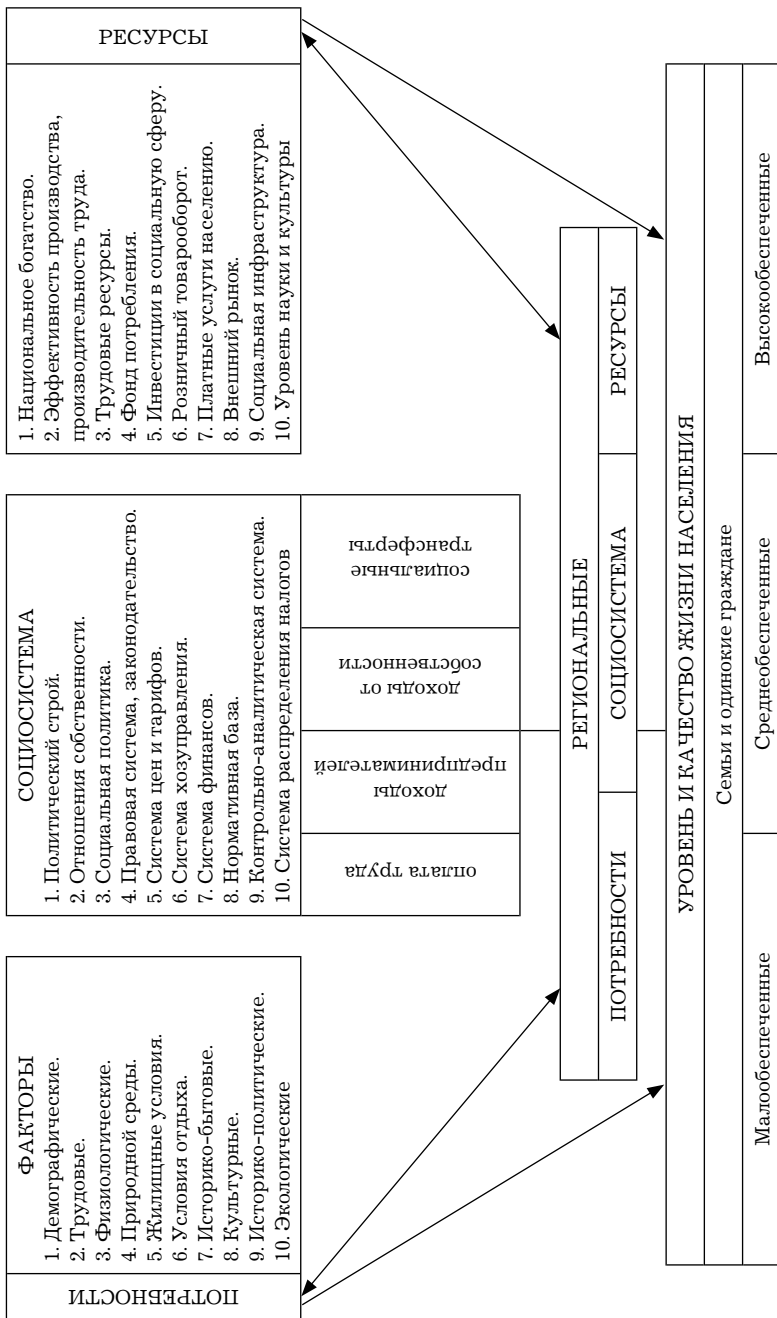 ПОТРЕБНОСТИ
ФАКТОРЫ
1. Демографические.
2. Трудовые.
3. Физиологические.
4. Природной среды.
5. Жилищные условия.
6. Условия отдыха.
7. Историко-бытовые.
8. Культурные.
9. Историко-политические.
10. Экологические
СОЦИОСИСТЕМА
1. Политический строй.
2. Отношения собственности.
3. Социальная политика.
4. Правовая система, законодательство.
5. Система цен и тарифов.
6. Система хозуправления.
7. Система финансов.
8. Нормативная база.
9. Контрольно-аналитическая система.
10. Система распределения налогов
оплата труда
доходы
предпринимателей
доходы от
собственности
социальные
трансферты
1. Национальное богатство.
2. Эффективность производства,
производительность труда.
3. Трудовые ресурсы.
4. Фонд потребления.
5. Инвестиции в социальную сферу.
6. Розничный товарооборот.
7. Платные услуги населению.
8. Внешний рынок.
9. Социальная инфраструктура.
10. Уровень науки и культуры
РЕСУРСЫ
РЕГИОНАЛЬНЫЕ
ПОТРЕБНОСТИ
СОЦИОСИСТЕМА
РЕСУРСЫ
УРОВЕНЬ И КАЧЕСТВО ЖИЗНИ НАСЕЛЕНИЯ
Семьи и одинокие граждане
Малообеспеченные
Среднеобеспеченные
Высокообеспеченные